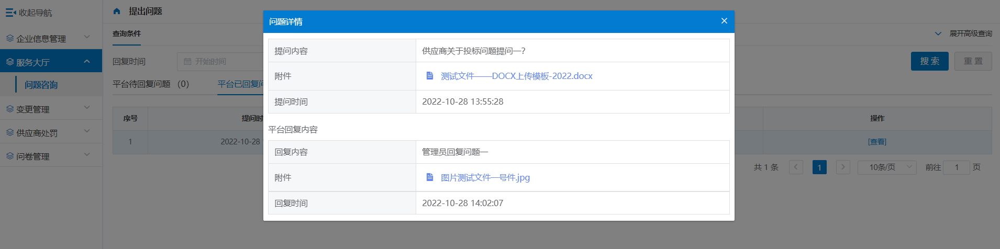 收起导航
提出问题
企业信息管理
服务大厅
问题咨询
变更管理
供应商处罚
问卷管理
查询条件
展开高级查询
回复时间
开始时间
搜索
重置
平台待回复问题 （0）
平台已回复问
序号
提问时
操作
1
2022-10-28
[查看]
共 1 条
1
10条/页
前往
1
页
问题详情
提问内容
供应商关于投标问题提问一？
附件
测试文件——DOCX上传模板-2022.docx
提问时间
2022-10-28 13:55:28
平台回复内容
回复内容
管理员回复问题一
附件
图片测试文件一号件.jpg
回复时间
2022-10-28 14:02:07